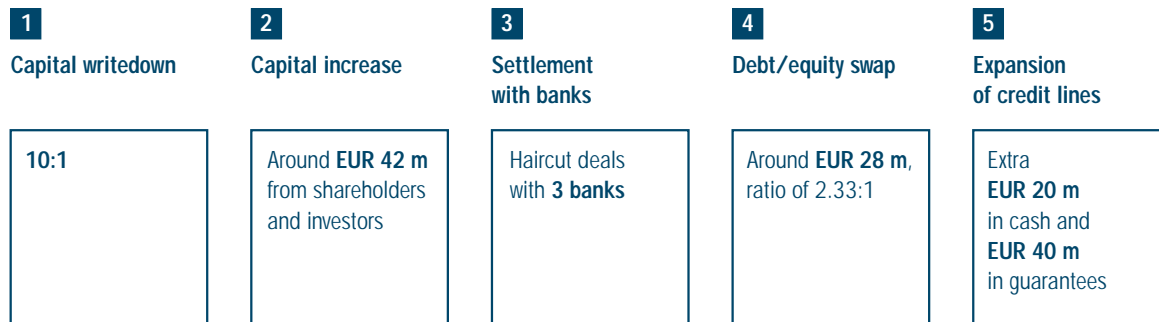 1
Capital writedown
10:1
2
Capital increase
Around EUR 42 m
from shareholders
and investors
3
Settlement
with banks
Haircut deals
with 3 banks
4
Debt/equity swap
Around EUR 28 m,
ratio of 2.33:1
5
Expansion
of credit lines
Extra
EUR 20 m
in cash and
EUR 40 m
in guarantees